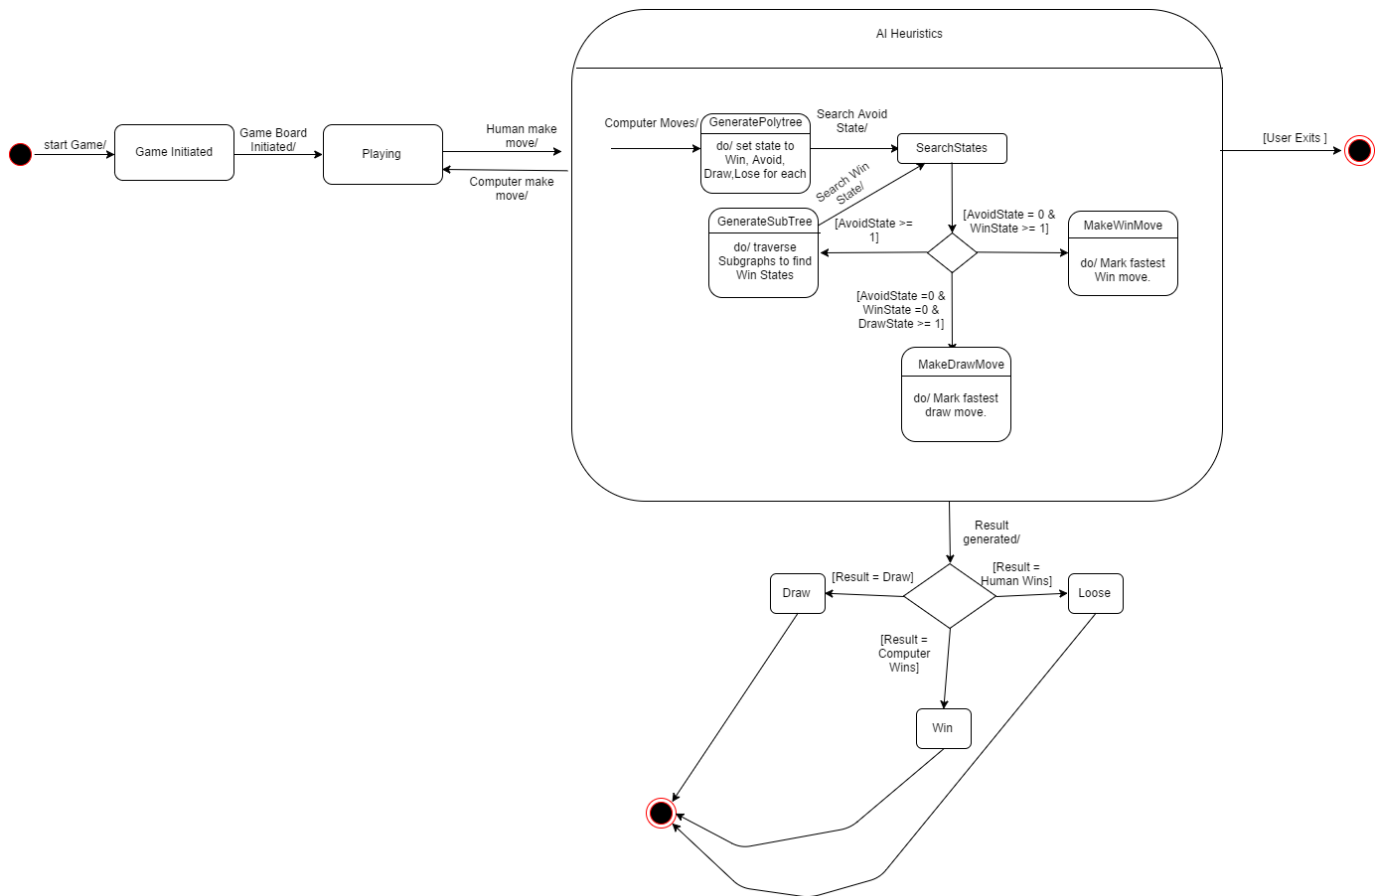 AI Heuristics
start Game/
Game Initiated
Game Board
Initiated/
Playing
Human make
move/
Computer make
move/
Computer Moves/
GeneratePolytree
do/ set state to
Win, Avoid,
Draw,Lose for each
Search Avoid
State/
SearchStates
[User Exits ]
Search Win
State/
GenerateSubTree
do/ traverse
Subgraphs to find
Win States
[AvoidState >=
1]
[AvoidState = 0 &
WinState >= 1]
MakeWinMove
do/ Mark fastest
Win move.
[AvoidState =0 &
WinState =0 &
DrawState >= 1]
MakeDrawMove
do/ Mark fastest
draw move.
Result
generated/
[Result = Draw]
Draw
[Result =
Human Wins]
Loose
[Result =
Computer
Wins]
Win